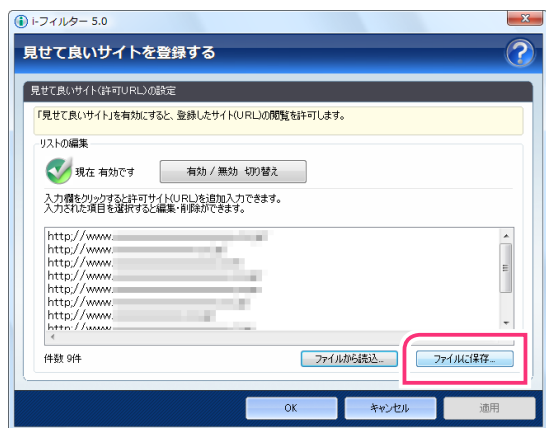 i-フィルター 5.0
見せて良いサイトを登録する
見せて良いサイト(許可URL)の設定
「見せて良いサイト」を有効にすると、登録したサイト(URL)の閲覧を許可します。
リストの編集
現在 有効です
有効 / 無効 切り替え
入力欄をクリックすると許可サイト(URL)を追加入力できます。
入力された項目を選択すると編集・削除ができます。
http://www.
http://www.
http://www.
http://www.
http://www.
http://www.
http://www.
http://www.
件数 9件
ファイルから読込...
ファイルに保存...
OK
キャンセル
適用